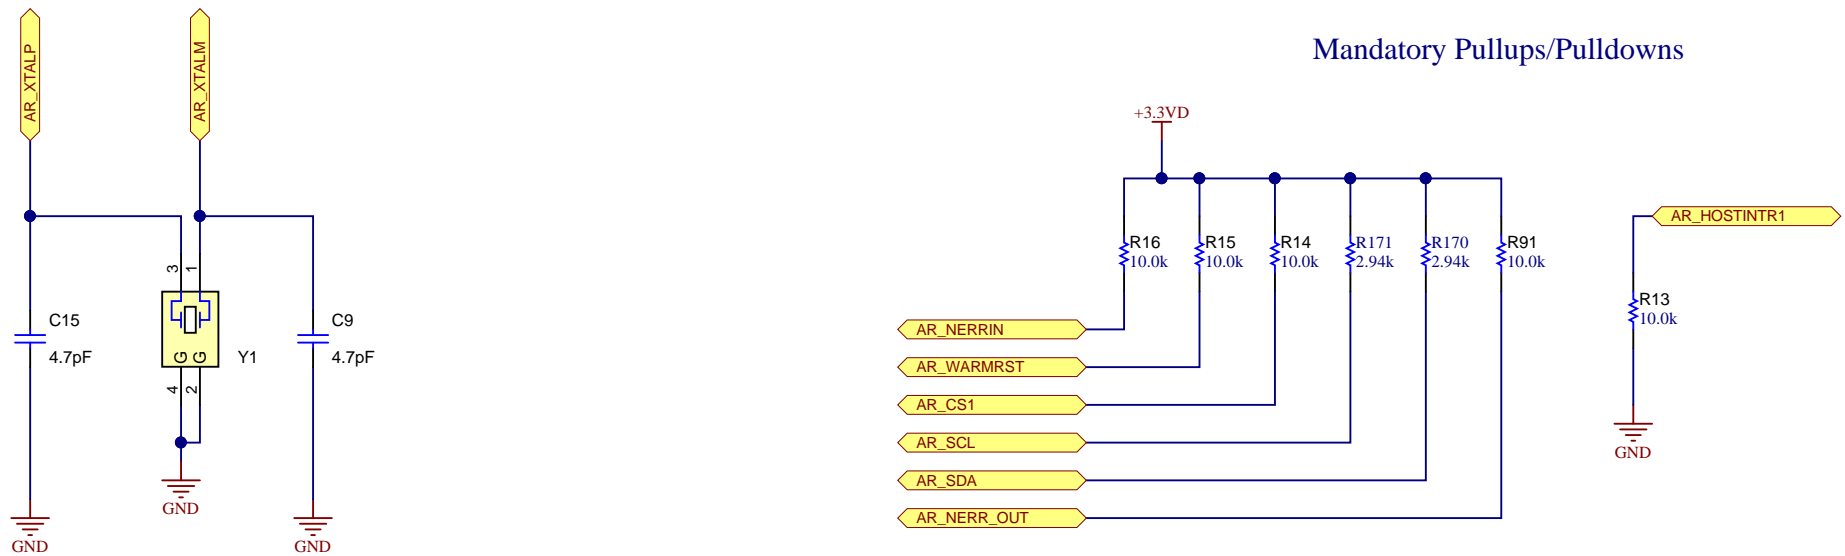 AR_XTALP
AR_XTALM
3
1
C15
4.7pF
G
G
Y1
4
2
C9
4.7pF
GND
GND
GND
Mandatory Pullups/Pulldowns
+3.3VD
R16
10.0k
R15
10.0k
R14
10.0k
R171
2.94k
R170
2.94k
R91
10.0k
AR_NERRIN
AR_WARMRST
AR_CS1
AR_SCL
AR_SDA
AR_NERR_OUT
AR_HOSTINTR1
R13
10.0k
GND